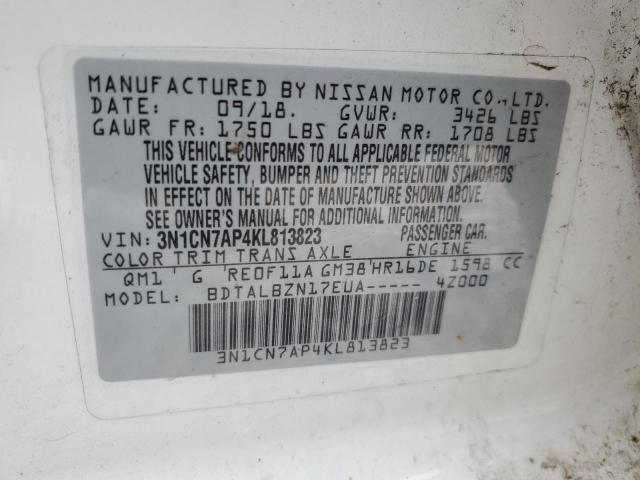 MANUFACTURED BY NISSAN MOTOR CO.,LTD.
DATE: 09/18. GVWR: 3426 LBS
GAWR FR: 1750 LBS GAWR RR: 1708 LBS
THIS VEHICLE CONFORMS TO ALL APPLICABLE FEDERAL MOTOR
VEHICLE SAFETY, BUMPER AND THEFT PREVENTION STANDARDS
IN EFFECT ON THE DATE OF MANUFACTURE SHOWN ABOVE.
SEE OWNER'S MANUAL FOR ADDITIONAL INFORMATION.
VIN: 3N1CN7AP4KL813823 PASSENGER CAR.
COLOR TRIM TRANS AXLE ENGINE
QM1 G RE0F11A GM38 HR16DE 1598 CC
MODEL: BDTALBZN17EUA----- 4Z000
3N1CN7AP4KL813823